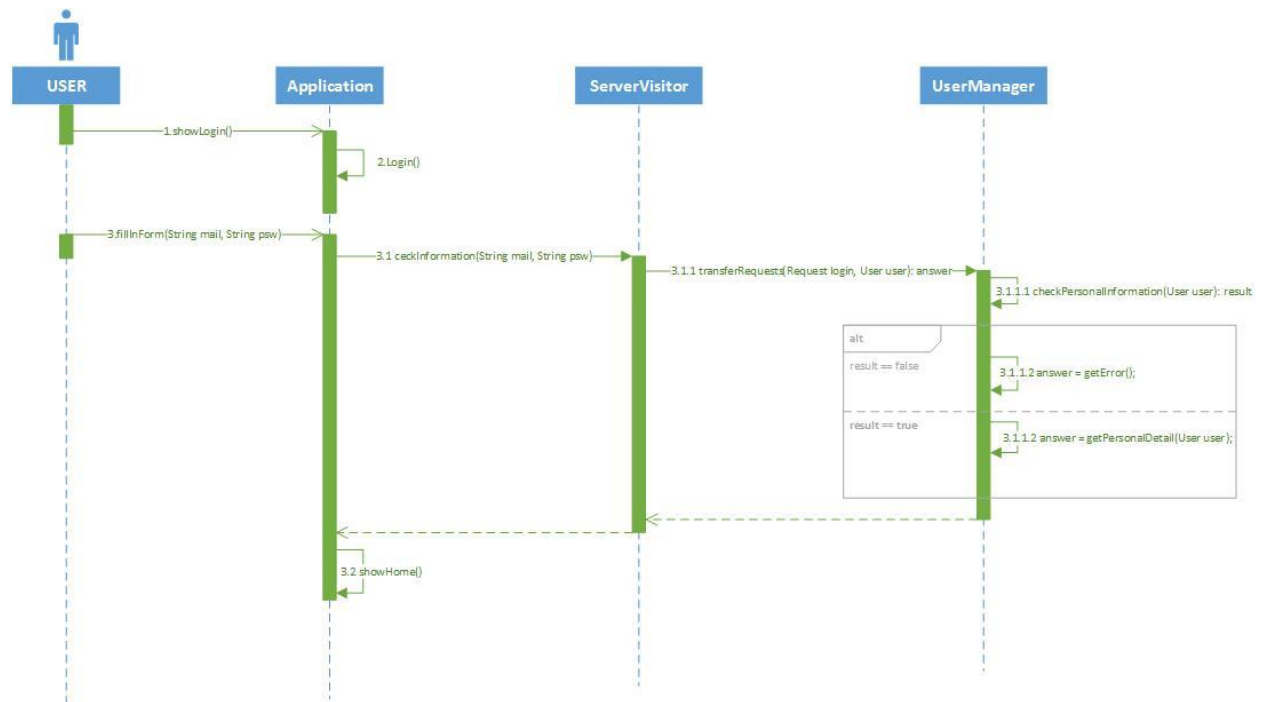 USER
Application
ServerVisitor
UserManager
1.showLogin()
2.Login()
3.fillInForm(String mail, String psw)
3.1 ceckInformation(String mail, String psw)
3.1.1 transferRequests(Request login, User user): answer
3.1.1.1 checkPersonalInformation(User user): result
alt
result == false
3.1.1.2 answer = getError();
result == true
3.1.1.2 answer = getPersonalDetail(User user);
3.2 showHome()